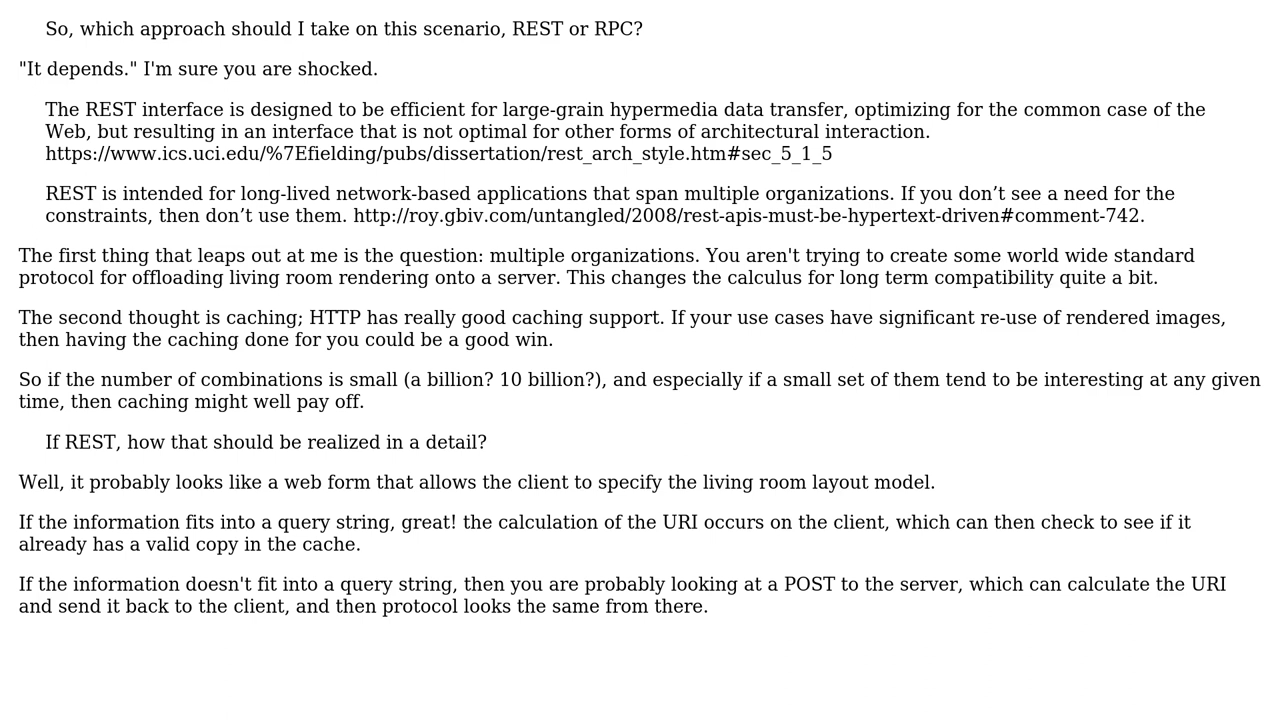 So, which approach should I take on this scenario, REST or RPC?
"It depends." I'm sure you are shocked.
The REST interface is designed to be efficient for large-grain hypermedia data transfer, optimizing for the common case of the
Web, but resulting in an interface that is not optimal for other forms of architectural interaction.
https://www.ics.uci.edu/%7Efielding/pubs/dissertation/rest_arch_style.htm#sec_5_1_5
REST is intended for long-lived network-based applications that span multiple organizations. If you don’t see a need for the
constraints, then don’t use them. http://roy.gbiv.com/untangled/2008/rest-apis-must-be-hypertext-driven#comment-742.
The first thing that leaps out at me is the question: multiple organizations. You aren't trying to create some world wide standard
protocol for offloading living room rendering onto a server. This changes the calculus for long term compatibility quite a bit.
The second thought is caching; HTTP has really good caching support. If your use cases have significant re-use of rendered images,
then having the caching done for you could be a good win.
So if the number of combinations is small (a billion? 10 billion?), and especially if a small set of them tend to be interesting at any given
time, then caching might well pay off.
If REST, how that should be realized in a detail?
Well, it probably looks like a web form that allows the client to specify the living room layout model.
If the information fits into a query string, great! the calculation of the URI occurs on the client, which can then check to see if it
already has a valid copy in the cache.
If the information doesn't fit into a query string, then you are probably looking at a POST to the server, which can calculate the URI
and send it back to the client, and then protocol looks the same from there.